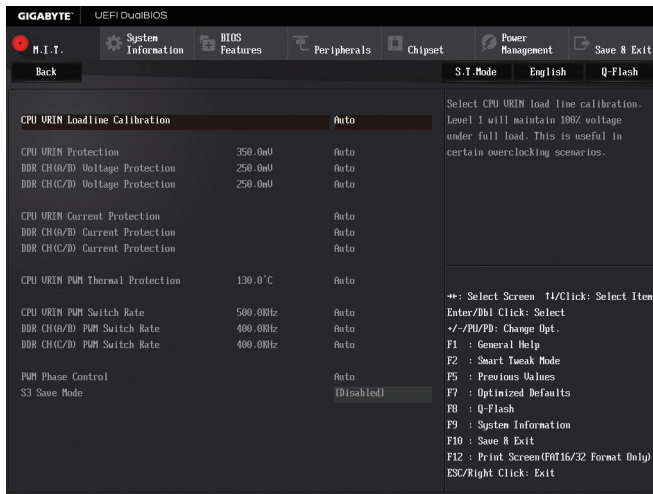 GIGABYTE™ UEFI DualBIOS
M.I.T. System Information BIOS Features Peripherals Chipset Power Management Save & Exit
Back S.T.Mode English Q-Flash
CPU VRIN Loadline Calibration Auto
CPU VRIN Protection 350.0mV Auto
DDR CH(A/B) Voltage Protection 250.0mV Auto
DDR CH(C/D) Voltage Protection 250.0mV Auto
CPU VRIN Current Protection Auto
DDR CH(A/B) Current Protection Auto
DDR CH(C/D) Current Protection Auto
CPU VRIN PWM Thermal Protection 130.0°C Auto
CPU VRIN PWM Switch Rate 500.0KHz Auto
DDR CH(A/B) PWM Switch Rate 400.0KHz Auto
DDR CH(C/D) PWM Switch Rate 400.0KHz Auto
PWM Phase Control Auto
S3 Save Mode [Disabled]
Select CPU VRIN load line calibration.
Level 1 will maintain 100% voltage
under full load. This is useful in
certain overclocking scenarios.
→←: Select Screen ↑↓/Click: Select Item
Enter/Dbl Click: Select
+/-/PU/PD: Change Opt.
F1 : General Help
F2 : Smart Tweak Mode
F5 : Previous Values
F7 : Optimized Defaults
F8 : Q-Flash
F9 : System Information
F10 : Save & Exit
F12 : Print Screen(FAT16/32 Format Only)
ESC/Right Click: Exit